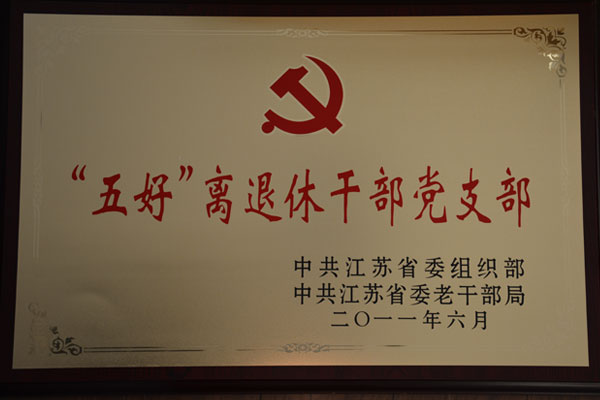 “五好”离退休干部党支部
中共江苏省委组织部
中共江苏省委老干部局
二〇一一年六月